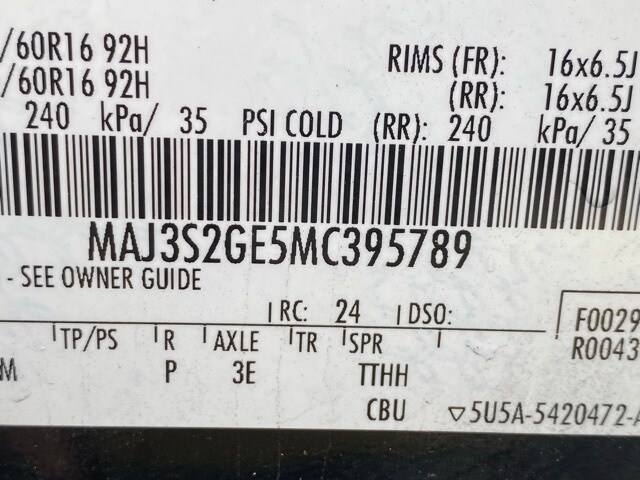 /60R16 92H RIMS (FR): 16x6.5J
/60R16 92H (RR): 16x6.5J
240 kPa/ 35 PSI COLD (RR): 240 kPa/ 35
MAJ3S2GE5MC395789
- SEE OWNER GUIDE
RC: 24 DSO:
F0029
R0043
TP/PS R AXLE TR SPR
M P 3E TTHH
CBU ▽5U5A-5420472-A